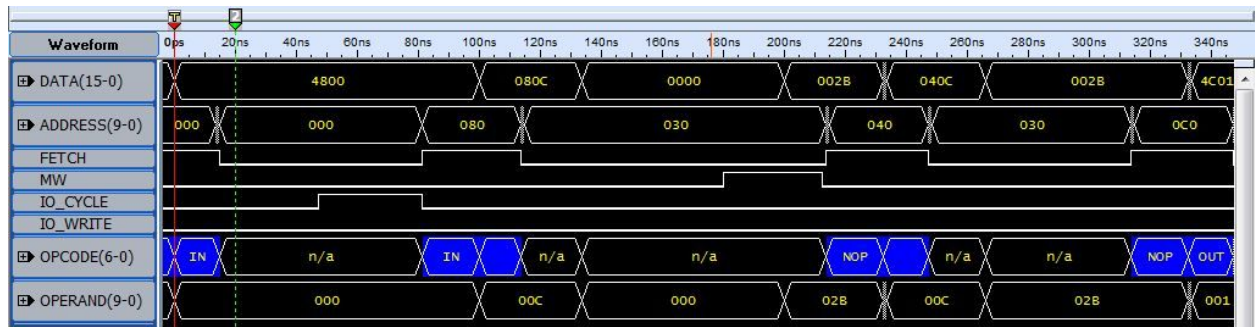 T 2
Waveform 0ps 20ns 40ns 60ns 80ns 100ns 120ns 140ns 160ns 180ns 200ns 220ns 240ns 260ns 280ns 300ns 320ns 340ns
DATA(15-0) 4800 080C 0000 002B 040C 002B 4C01
ADDRESS(9-0) 000 000 080 030 040 030 0C0
FETCH
MW
IO_CYCLE
IO_WRITE
OPCODE(6-0) IN n/a IN n/a n/a NOP n/a n/a NOP OUT
OPERAND(9-0) 000 00C 000 02B 00C 02B 001